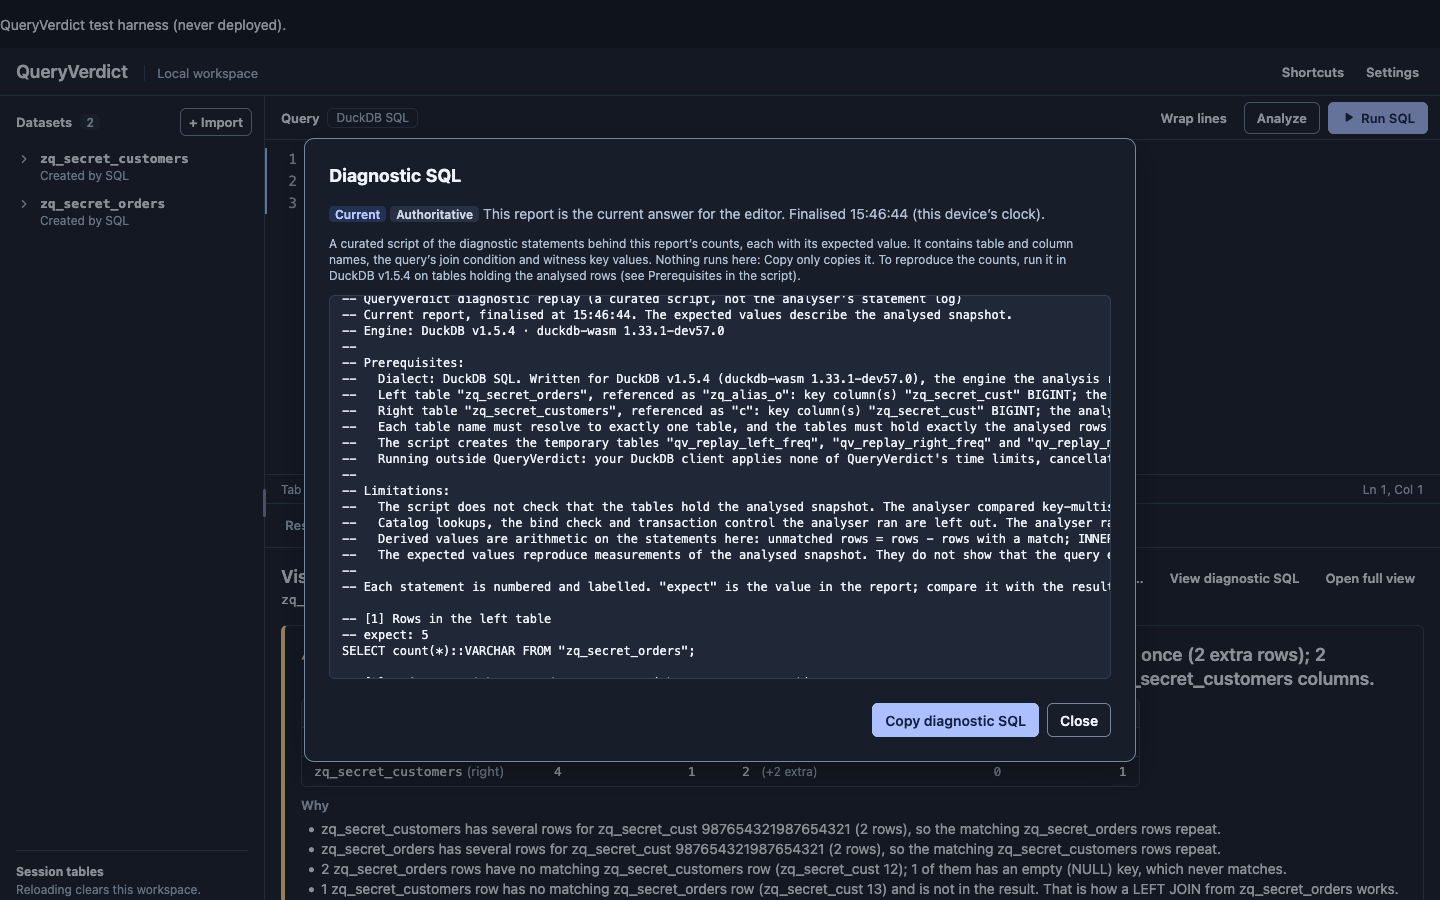 QueryVerdict test harness (never deployed).
QueryVerdict
Local workspace
Shortcuts
Settings
Datasets 2
+ Import
Query
DuckDB SQL
Wrap lines
Analyze
Run SQL
zq_secret_customers
Created by SQL
zq_secret_orders
Created by SQL
1
2
3
Diagnostic SQL
Current Authoritative This report is the current answer for the editor. Finalised 15:46:44 (this device’s clock).
A curated script of the diagnostic statements behind this report’s counts, each with its expected value. It contains table and column
names, the query’s join condition and witness key values. Nothing runs here: Copy only copies it. To reproduce the counts, run it in
DuckDB v1.5.4 on tables holding the analysed rows (see Prerequisites in the script).
-- QueryVerdict diagnostic replay (a curated script, not the analyser's statement log)
-- Current report, finalised at 15:46:44. The expected values describe the analysed snapshot.
-- Engine: DuckDB v1.5.4 · duckdb-wasm 1.33.1-dev57.0
--
-- Prerequisites:
--   Dialect: DuckDB SQL. Written for DuckDB v1.5.4 (duckdb-wasm 1.33.1-dev57.0), the engine the analysis
--   Left table "zq_secret_orders", referenced as "zq_alias_o": key column(s) "zq_secret_cust" BIGINT; the
--   Right table "zq_secret_customers", referenced as "c": key column(s) "zq_secret_cust" BIGINT; the analy
--   Each table name must resolve to exactly one table, and the tables must hold exactly the analysed rows
--   The script creates the temporary tables "qv_replay_left_freq", "qv_replay_right_freq" and "qv_replay_
--   Running outside QueryVerdict: your DuckDB client applies none of QueryVerdict's time limits, cancellat
--
-- Limitations:
--   The script does not check that the tables hold the analysed snapshot. The analyser compared key-multis
--   Catalog lookups, the bind check and transaction control the analyser ran are left out. The analyser ra
--   Derived values are arithmetic on the statements here: unmatched rows = rows − rows with a match; INNER
--   The expected values reproduce measurements of the analysed snapshot. They do not show that the query e
--
-- Each statement is numbered and labelled. "expect" is the value in the report; compare it with the result
-- [1] Rows in the left table
-- expect: 5
SELECT count(*)::VARCHAR FROM "zq_secret_orders";
Copy diagnostic SQL
Close
Tab
Ln 1, Col 1
Res
Vis
zq_
View diagnostic SQL
Open full view
once (2 extra rows); 2
_secret_customers columns.
zq_secret_customers (right) 4 1 2 (+2 extra) 0 1
Why
• zq_secret_customers has several rows for zq_secret_cust 987654321987654321 (2 rows), so the matching zq_secret_orders rows repeat.
• zq_secret_orders has several rows for zq_secret_cust 987654321987654321 (2 rows), so the matching zq_secret_customers rows repeat.
• 2 zq_secret_orders rows have no matching zq_secret_customers row (zq_secret_cust 12); 1 of them has an empty (NULL) key, which never matches.
• 1 zq_secret_customers row has no matching zq_secret_orders row (zq_secret_cust 13) and is not in the result. That is how a LEFT JOIN from zq_secret_orders works.
Session tables
Reloading clears this workspace.